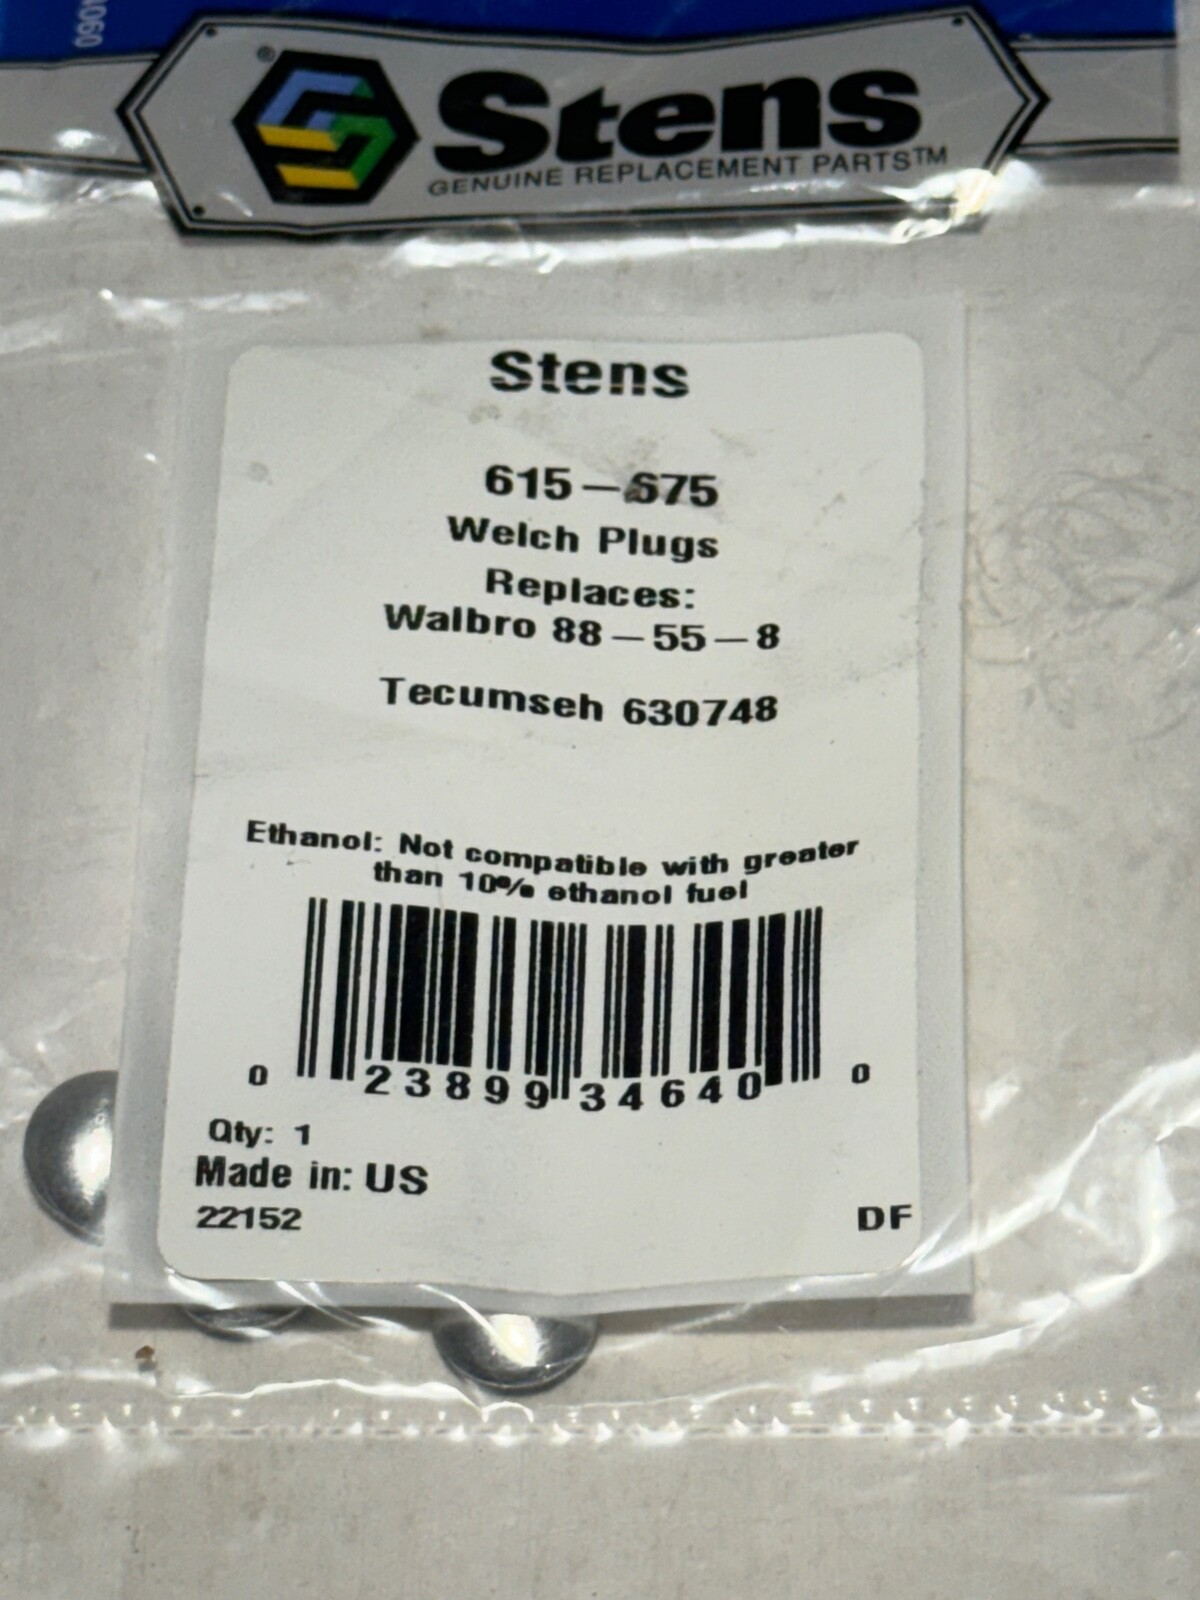 Stens
GENUINE REPLACEMENT PARTS™
Stens
615-675
Welch Plugs
Replaces:
Walbro 88-55-8
Tecumseh 630748
Ethanol: Not compatible with greater
than 10% ethanol fuel
0 23899 34640 0
Qty: 1
Made in: US
22152 DF